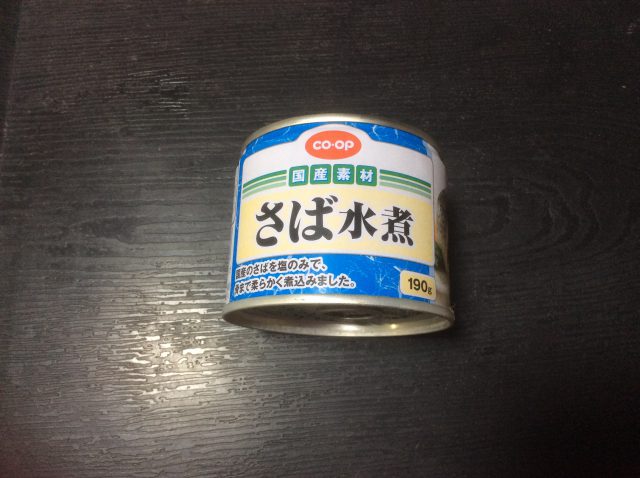 CO・OP
国産素材
さば水煮
国産のさばを塩のみで、
骨まで柔らかく煮込みました。
190g